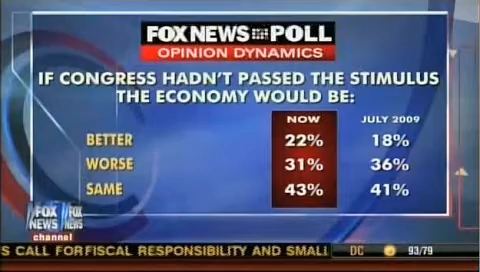 FOX NEWS POLL
OPINION DYNAMICS
IF CONGRESS HADN'T PASSED THE STIMULUS
THE ECONOMY WOULD BE:
NOW JULY 2009
BETTER 22% 18%
WORSE 31% 36%
SAME 43% 41%
FOX NEWS FOX NEWS
channel
S CALL FOR FISCAL RESPONSIBILITY AND SMALL DC 93/79